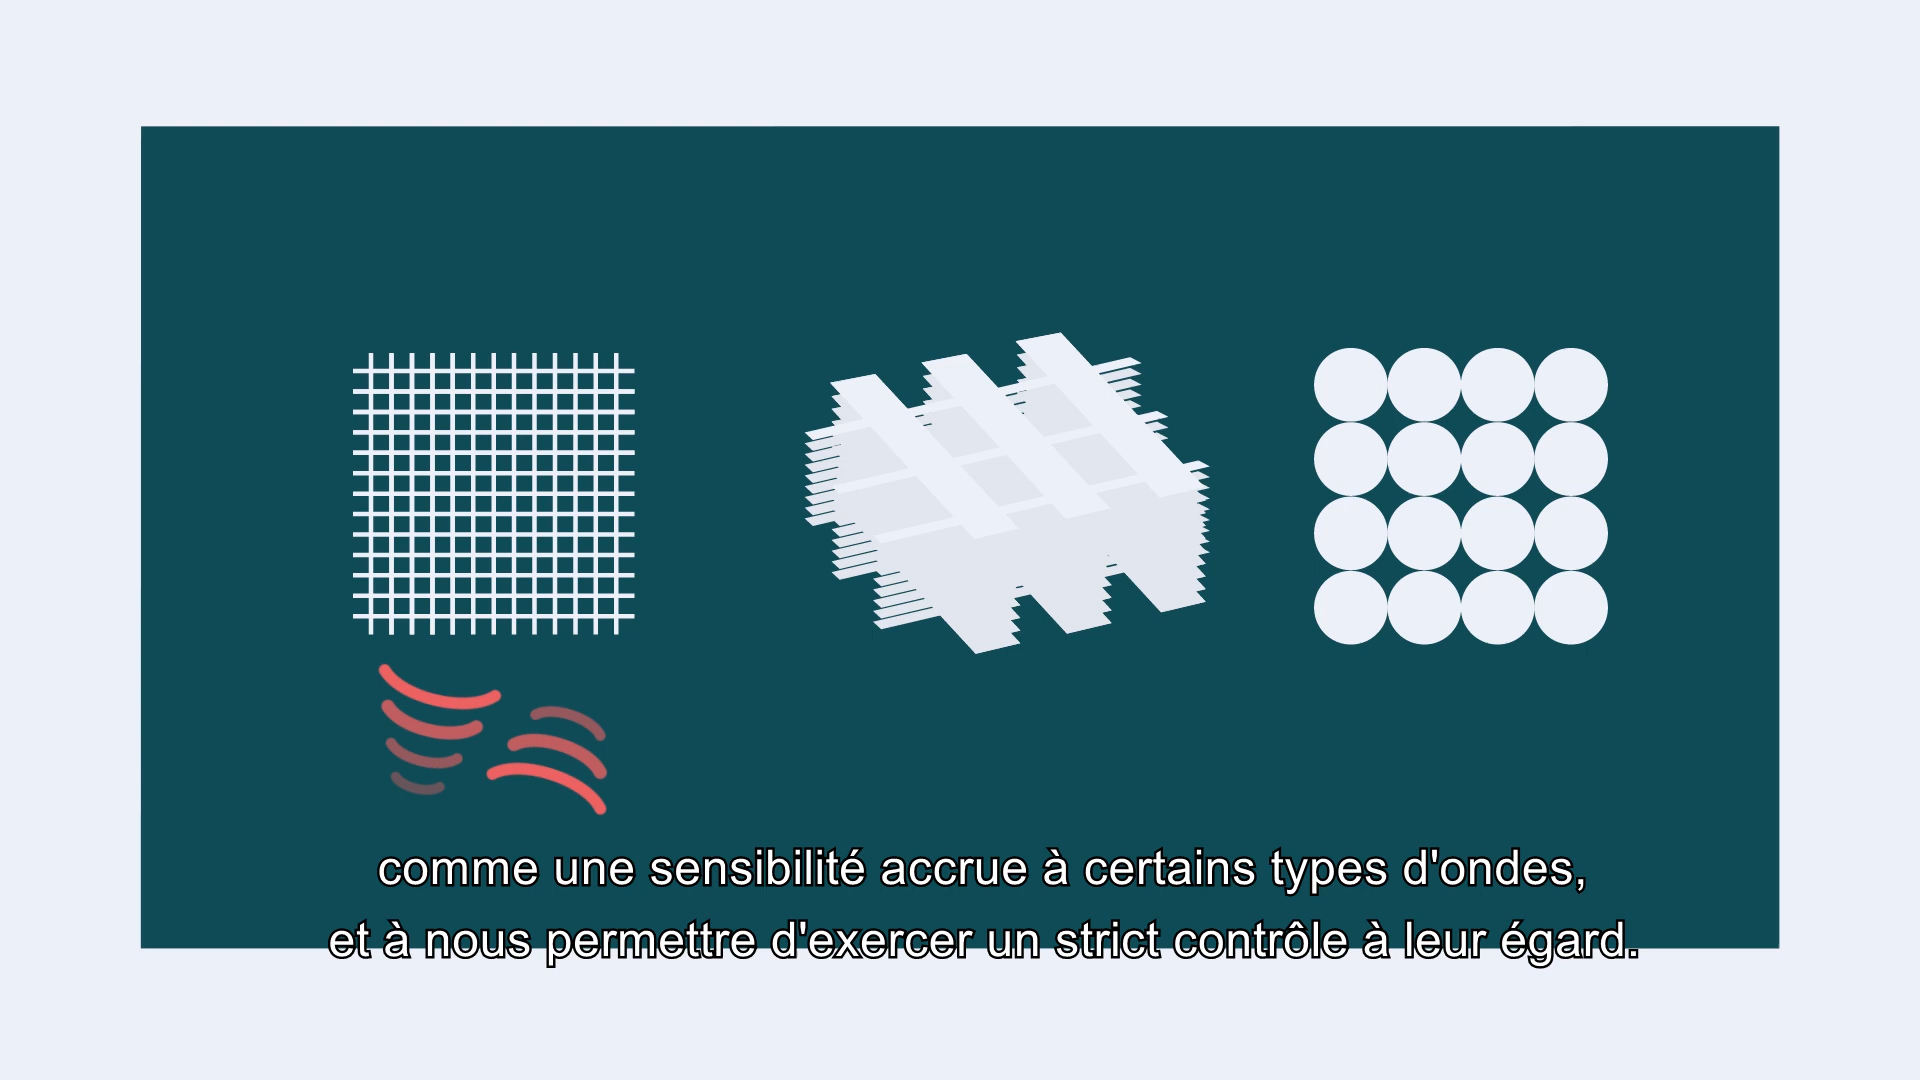 comme une sensibilité accrue à certains types d'ondes,
et à nous permettre d'exercer un strict contrôle à leur égard.